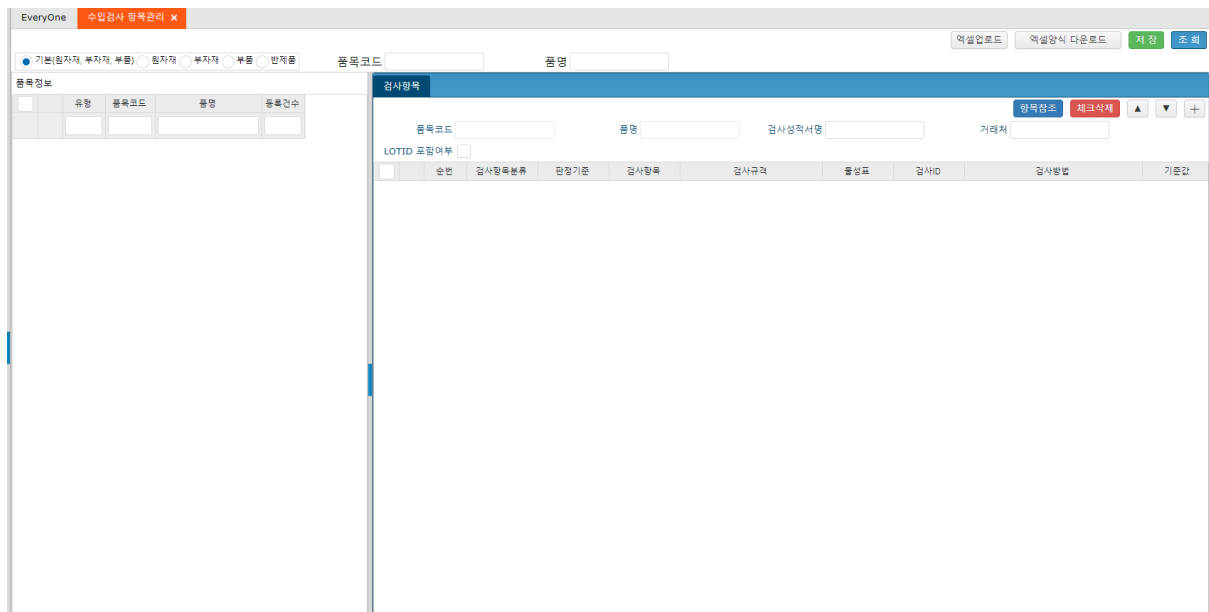 EveryOne 수입검사 항목관리 ×
엑셀업로드 엑셀양식 다운로드 저 장 조 회
기본(원자재, 부자재, 부품) 원자재 부자재 부품 반제품 품목코드 품명
품목정보
유형 품목코드 품명 등록건수
검사항목
항목참조 체크삭제 ▲ ▼ +
품목코드 품명 검사성적서명 거래처
LOTID 포함여부
순번 검사항목분류 판정기준 검사항목 검사규격 물성표 검사ID 검사방법 기준값